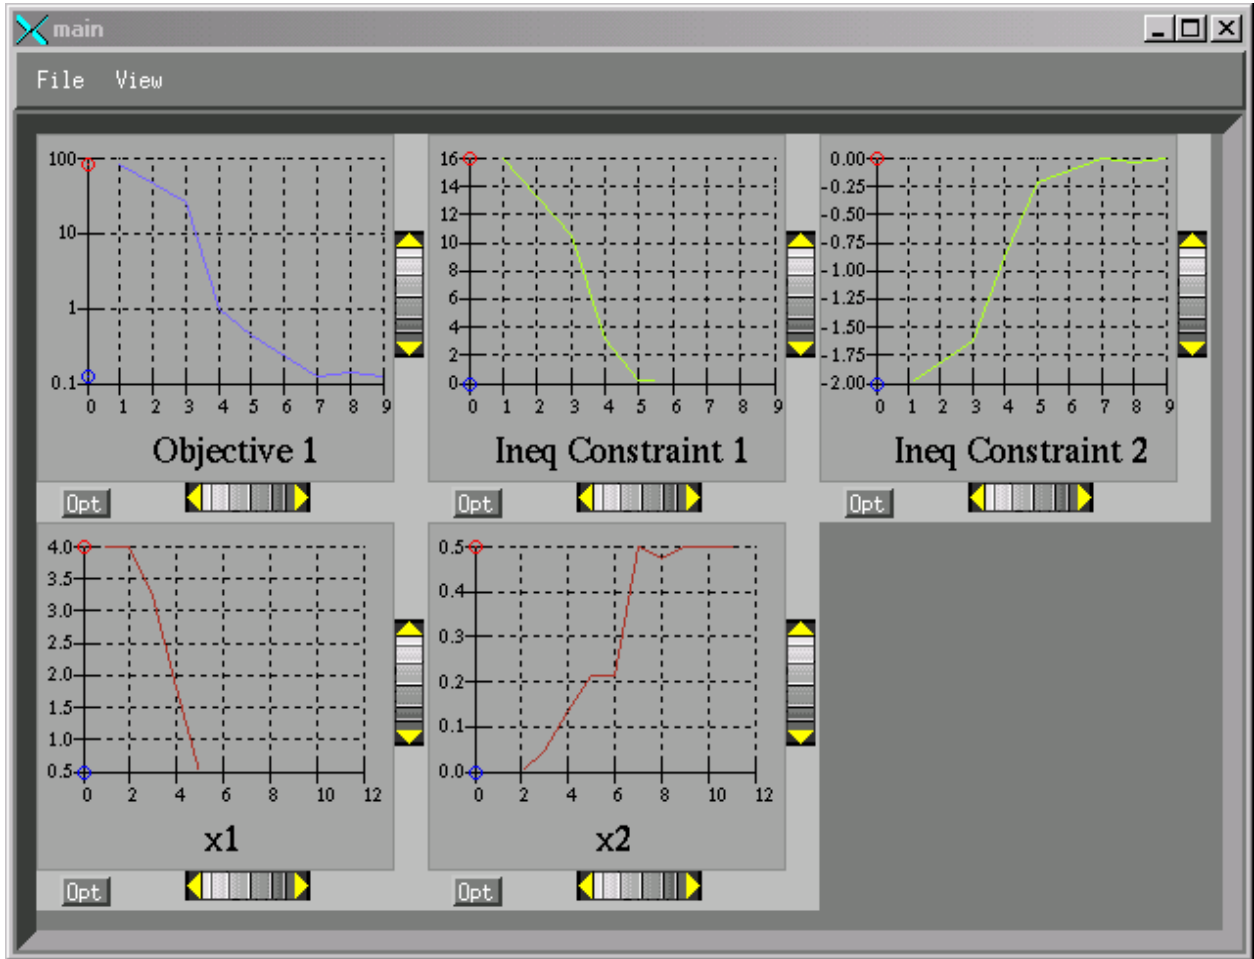 main
File View
100
10
1
0.1
0 1 2 3 4 5 6 7 8 9
Objective 1
Opt
16
14
12
10
8
6
4
2
0
0 1 2 3 4 5 6 7 8 9
Ineq Constraint 1
Opt
0.00
-0.25
-0.50
-0.75
-1.00
-1.25
-1.50
-1.75
-2.00
0 1 2 3 4 5 6 7 8 9
Ineq Constraint 2
Opt
4.0
3.5
3.0
2.5
2.0
1.5
1.0
0.5
0 2 4 6 8 10 12
x1
Opt
0.5
0.4
0.3
0.2
0.1
0.0
0 2 4 6 8 10 12
x2
Opt